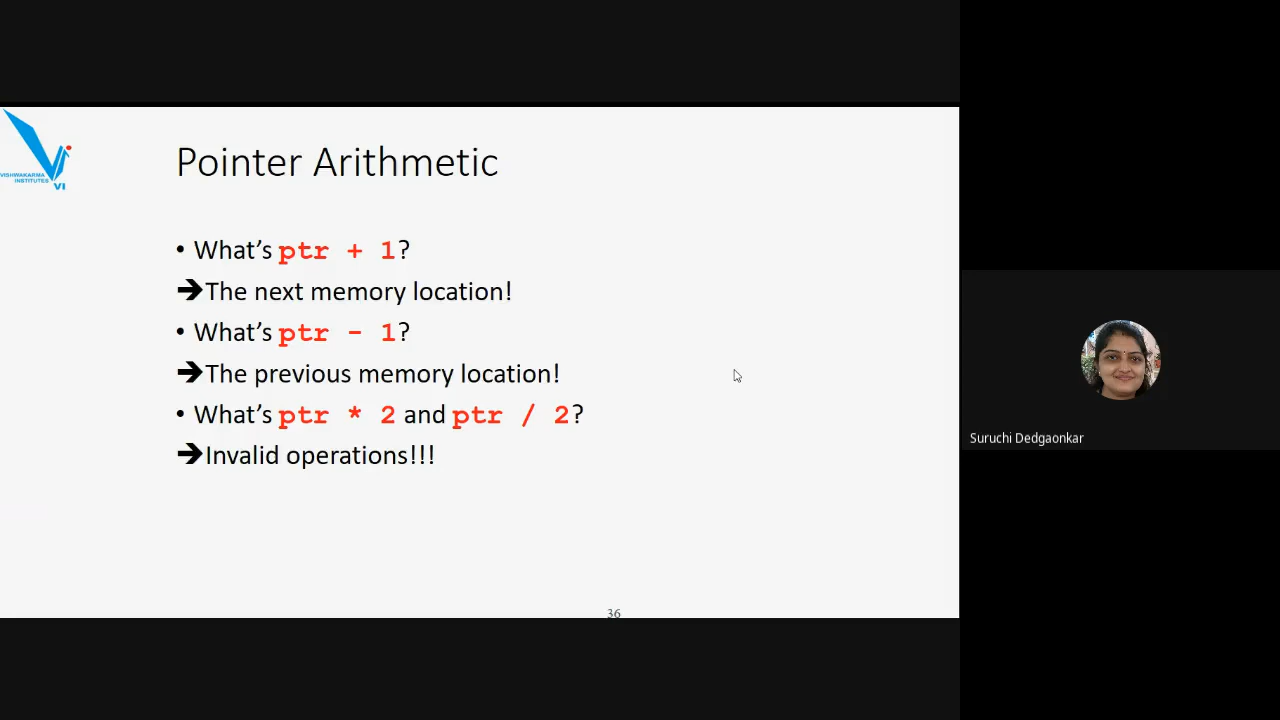 VISHWAKARMA
INSTITUTES
VI
Pointer Arithmetic
• What's ptr + 1?
➔The next memory location!
• What's ptr - 1?
➔The previous memory location!
• What's ptr * 2 and ptr / 2?
➔Invalid operations!!!
36
Suruchi Dedgaonkar